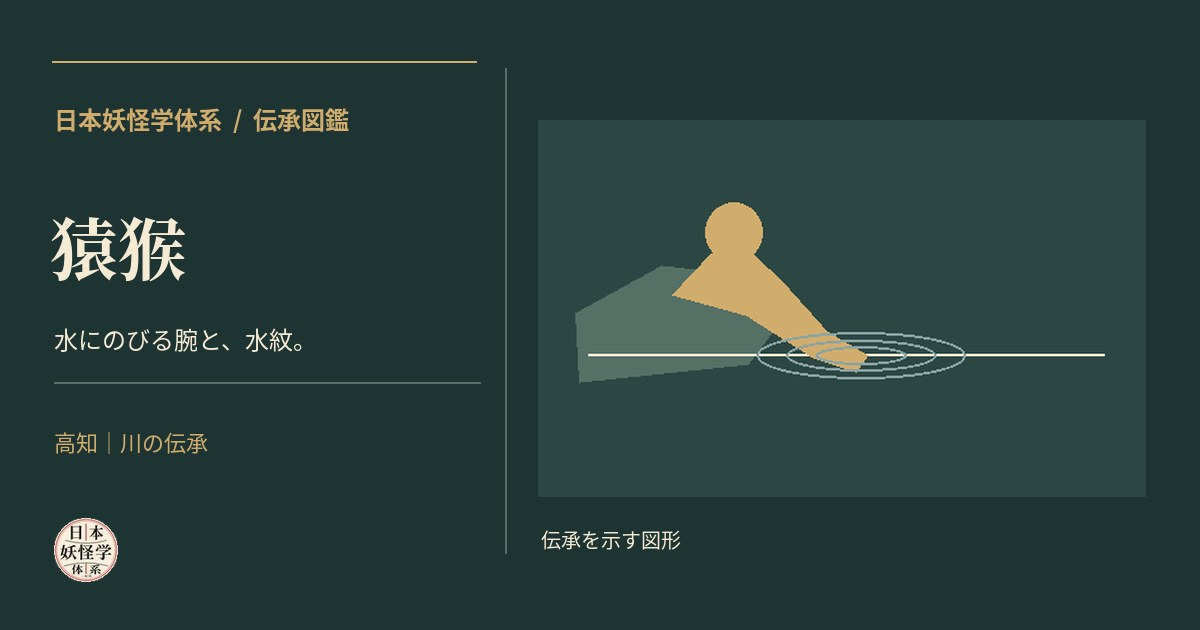 日本妖怪学体系 / 伝承図鑑
猿猴
水にのびる腕と、水紋。
高知｜川の伝承
日本
妖怪学
体系
伝承を示す図形